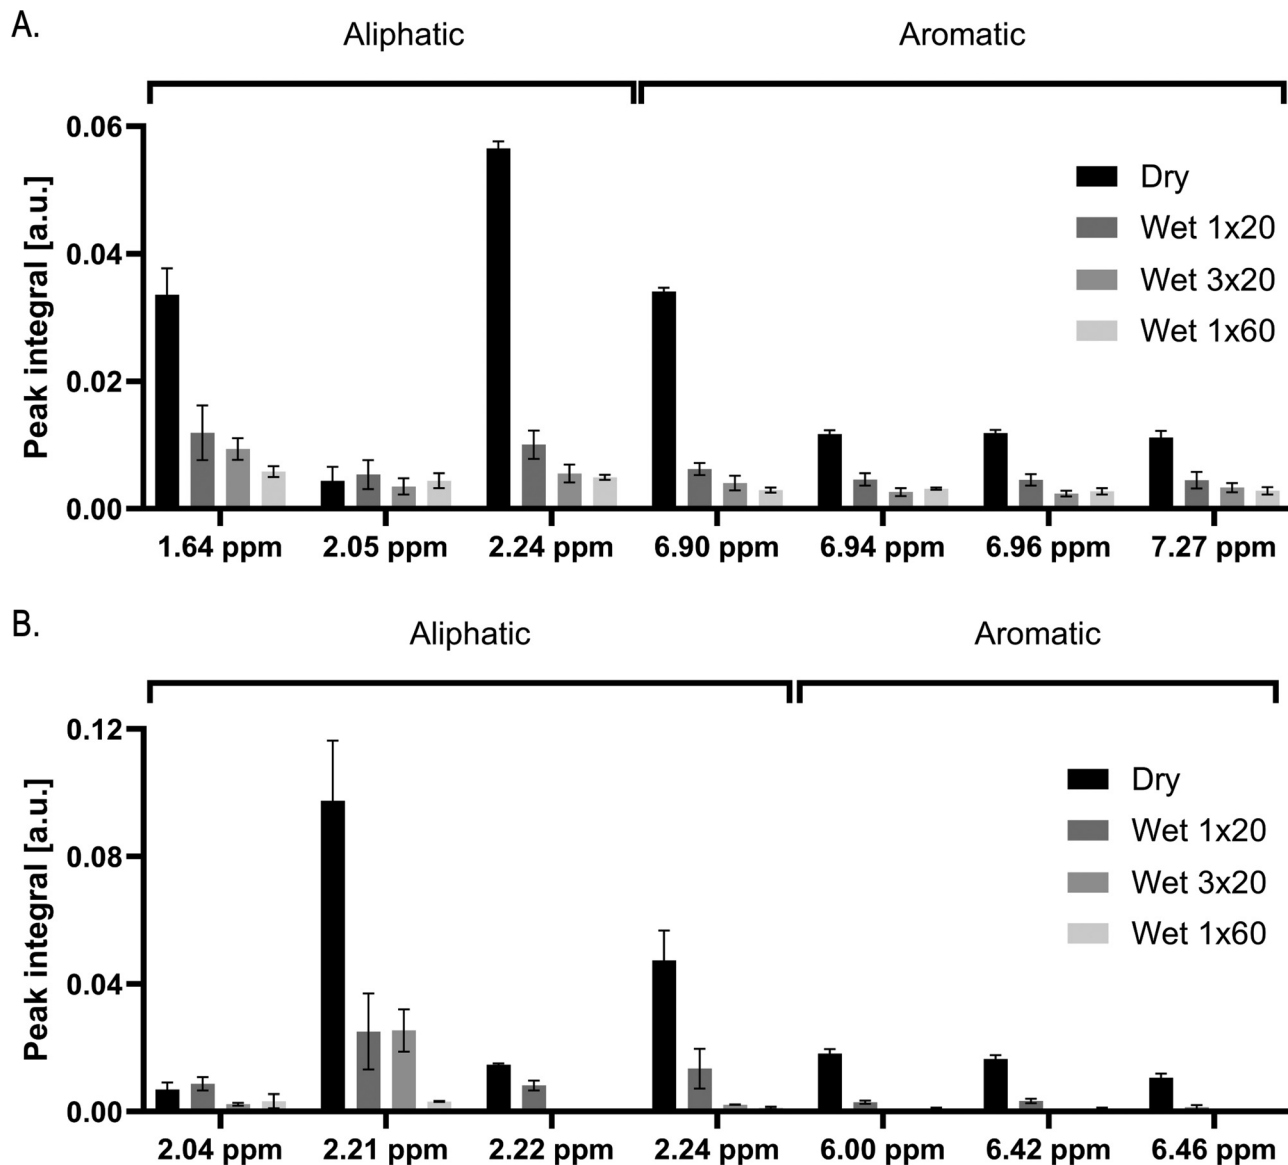 A.
Aliphatic Aromatic
0.06
0.04
0.02
0.00
Peak integral [a.u.]
Dry
Wet 1x20
Wet 3x20
Wet 1x60
1.64 ppm 2.05 ppm 2.24 ppm 6.90 ppm 6.94 ppm 6.96 ppm 7.27 ppm
B.
Aliphatic Aromatic
0.12
0.08
0.04
0.00
Peak integral [a.u.]
Dry
Wet 1x20
Wet 3x20
Wet 1x60
2.04 ppm 2.21 ppm 2.22 ppm 2.24 ppm 6.00 ppm 6.42 ppm 6.46 ppm